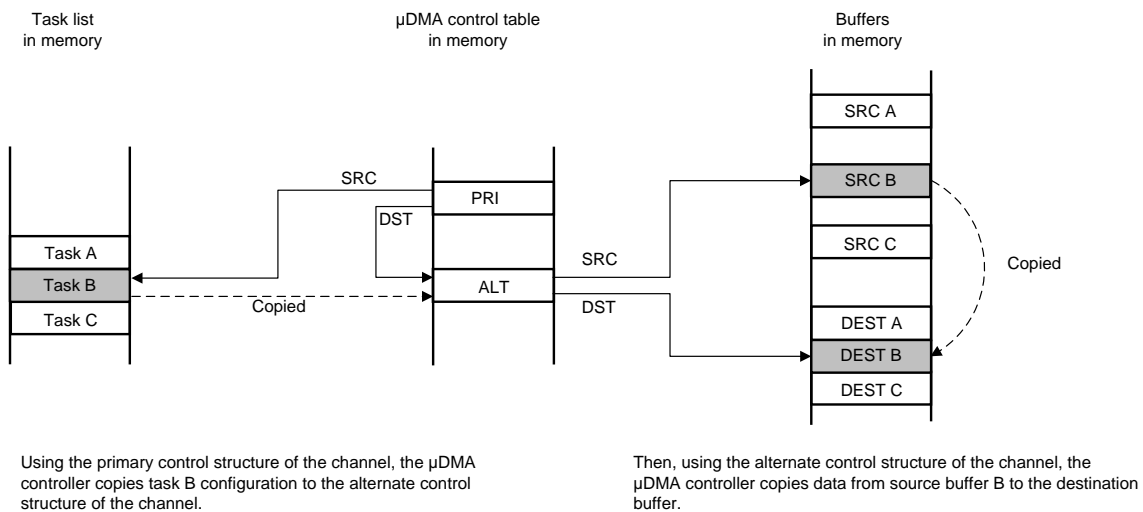 Task list
in memory
µDMA control table
in memory
Buffers
in memory
SRC A
SRC
SRC B
PRI
DST
Task A
SRC C
SRC
Copied
Task B
ALT
Copied
DST
Task C
DEST A
DEST B
DEST C
Using the primary control structure of the channel, the µDMA
controller copies task B configuration to the alternate control
structure of the channel.
Then, using the alternate control structure of the channel, the
µDMA controller copies data from source buffer B to the destination
buffer.